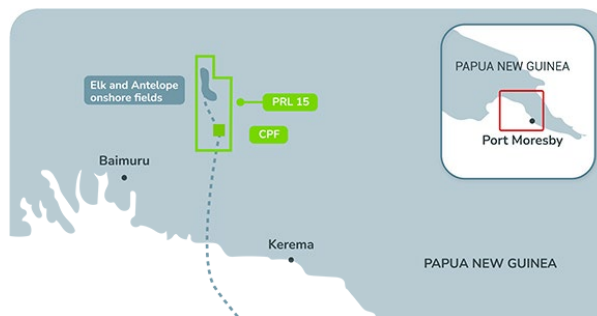 Elk and Antelope
onshore fields
PRL 15
CPF
Baimuru
Kerema
PAPUA NEW GUINEA
PAPUA NEW GUINEA
Port Moresby